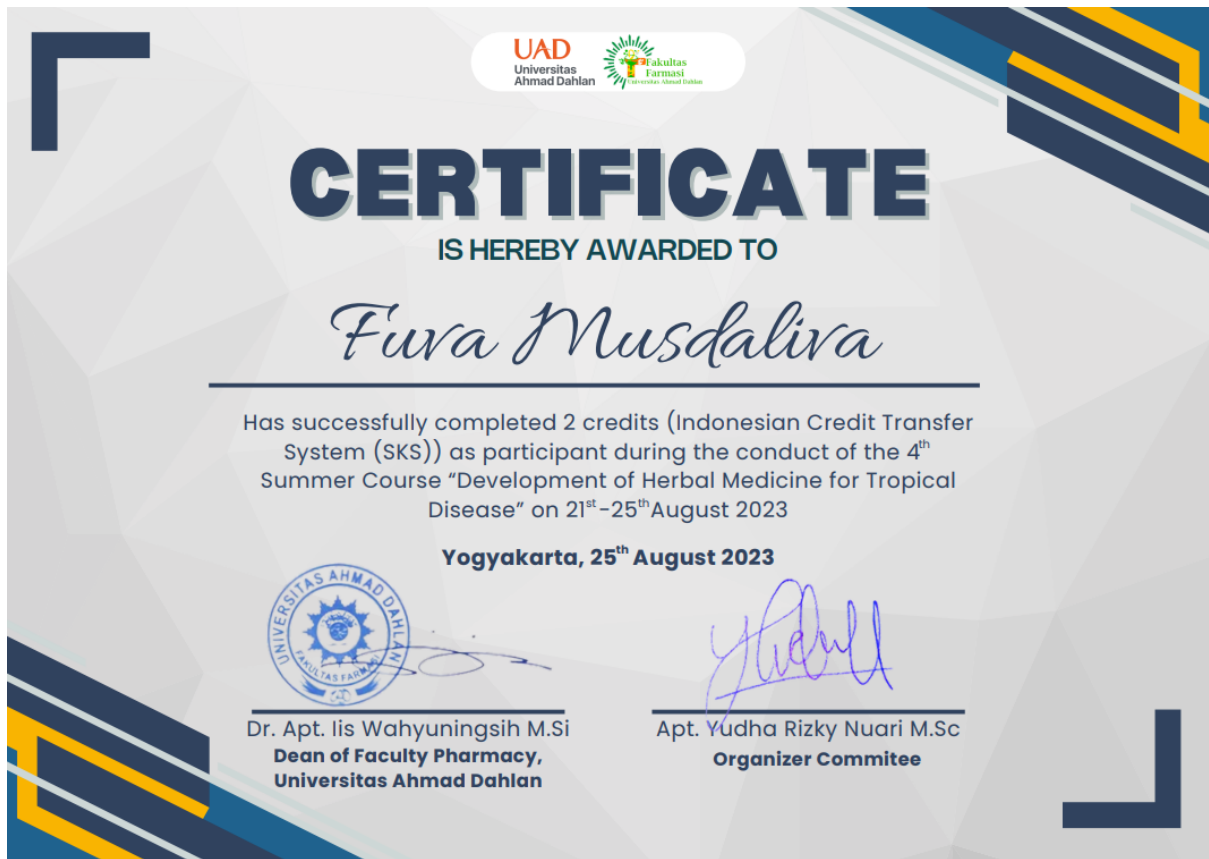 UAD
Universitas
Ahmad Dahlan
Fakultas
Farmasi
Universitas Ahmad Dahlan
CERTIFICATE
IS HEREBY AWARDED TO
Fuva Musdaliva
Has successfully completed 2 credits (Indonesian Credit Transfer
System (SKS)) as participant during the conduct of the 4th
Summer Course “Development of Herbal Medicine for Tropical
Disease” on 21st-25th August 2023
Yogyakarta, 25th August 2023
UNIVERSITAS AHMAD DAHLAN
FAKULTAS FARMASI
Dr. Apt. Iis Wahyuningsih M.Si
Dean of Faculty Pharmacy,
Universitas Ahmad Dahlan
Apt. Yudha Rizky Nuari M.Sc
Organizer Commitee